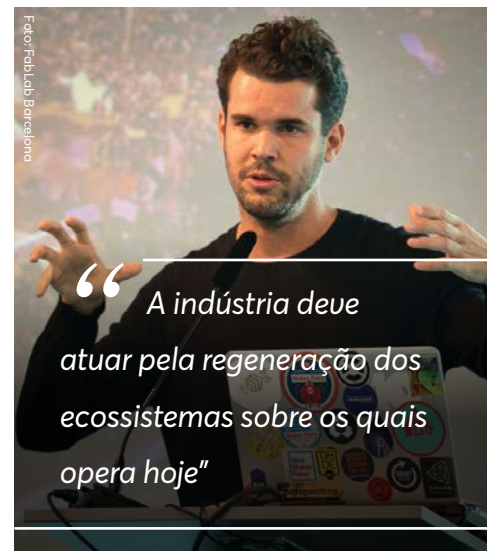 Foto: FabLab Barcelona
“ A indústria deve
atuar pela regeneração dos
ecossistemas sobre os quais
opera hoje”